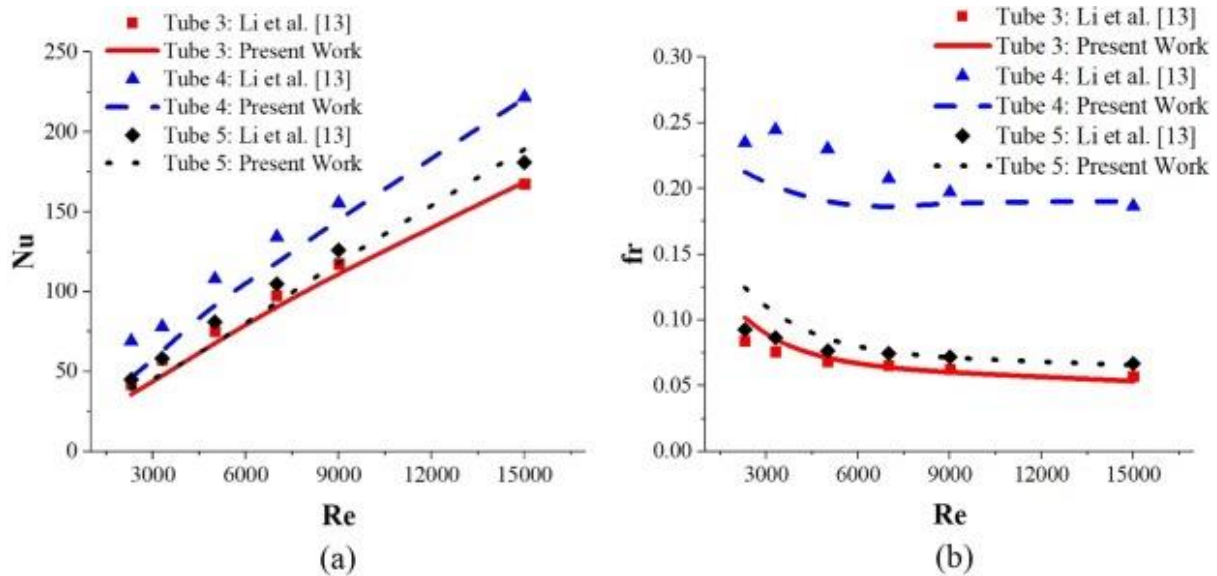 Tube 3: Li et al. [13]
Tube 3: Present Work
Tube 4: Li et al. [13]
Tube 4: Present Work
Tube 5: Li et al. [13]
Tube 5: Present Work
250
200
150
100
50
0
Nu
3000 6000 9000 12000 15000
Re
(a)
Tube 3: Li et al. [13]
Tube 3: Present Work
Tube 4: Li et al. [13]
Tube 4: Present Work
Tube 5: Li et al. [13]
Tube 5: Present Work
0.30
0.25
0.20
0.15
0.10
0.05
0.00
fr
3000 6000 9000 12000 15000
Re
(b)